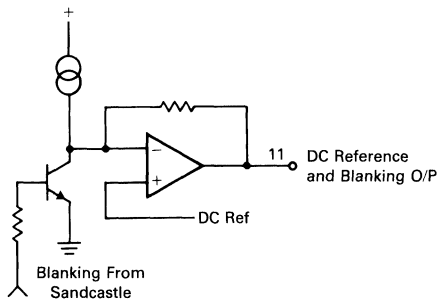 +
−
+
11
DC Reference
and Blanking O/P
DC Ref
Blanking From
Sandcastle